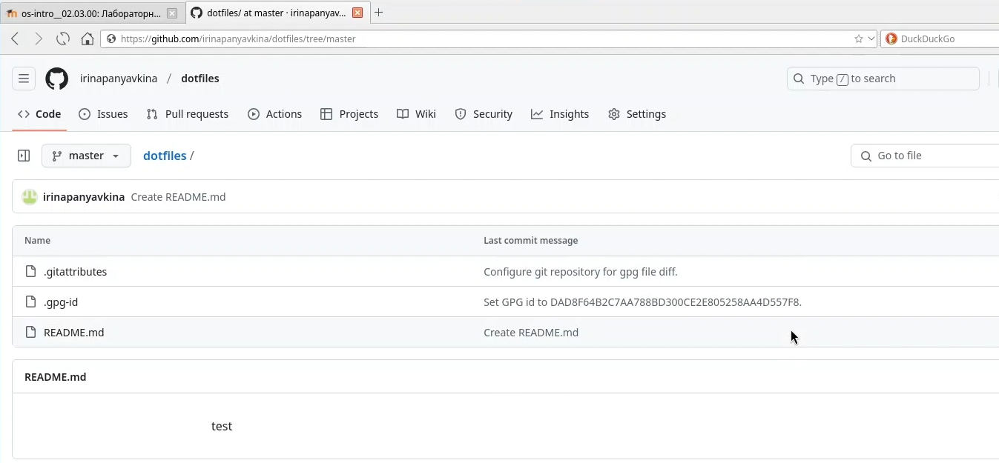 os-intro__02.03.00: Лабораторн... dotfiles/ at master · irinapanyav...
https://github.com/irinapanyavkina/dotfiles/tree/master DuckDuckGo
irinapanyavkina / dotfiles Type / to search
Code Issues Pull requests Actions Projects Wiki Security Insights Settings
master dotfiles / Go to file
irinapanyavkina Create README.md
Name Last commit message
.gitattributes Configure git repository for gpg file diff.
.gpg-id Set GPG id to DAD8F64B2C7AA788BD300CE2E805258AA4D557F8.
README.md Create README.md
README.md
test